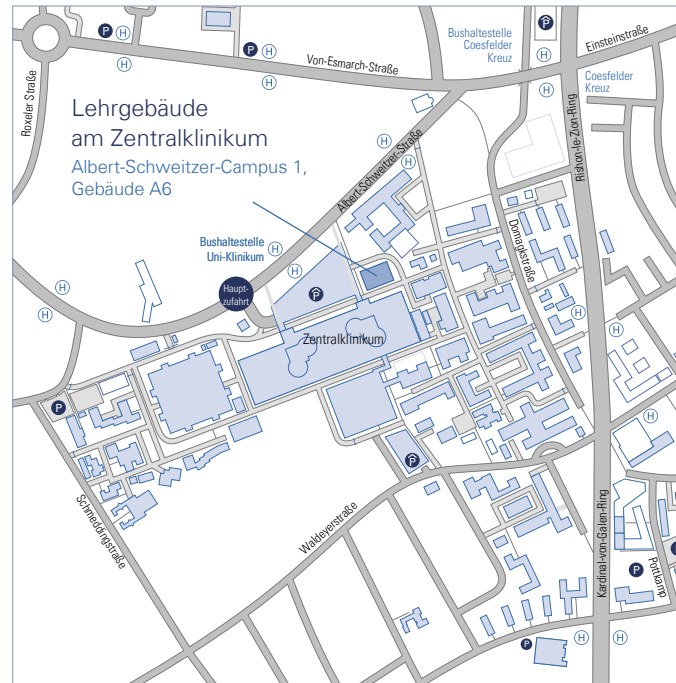 P
H
H
P
H
H
Von-Esmarch-Straße
Roxeler Straße
Bushaltestelle
Coesfelder
Kreuz
P
H
H
Einsteinstraße
Coesfelder
Kreuz
Rishon-le-Zion-Ring
Lehrgebäude
am Zentralklinikum
Albert-Schweitzer-Campus 1,
Gebäude A6
Albert-Schweitzer-Straße
H
H
Bushaltestelle
Uni-Klinikum
H
H
Haupt-
zufahrt
P
Domagkstraße
H
H
H
H
Zentralklinikum
P
P
H
Schmeddingstraße
Waldeyerstraße
Kardinal-von-Galen-Ring
P
Pottkamp
P
H
H